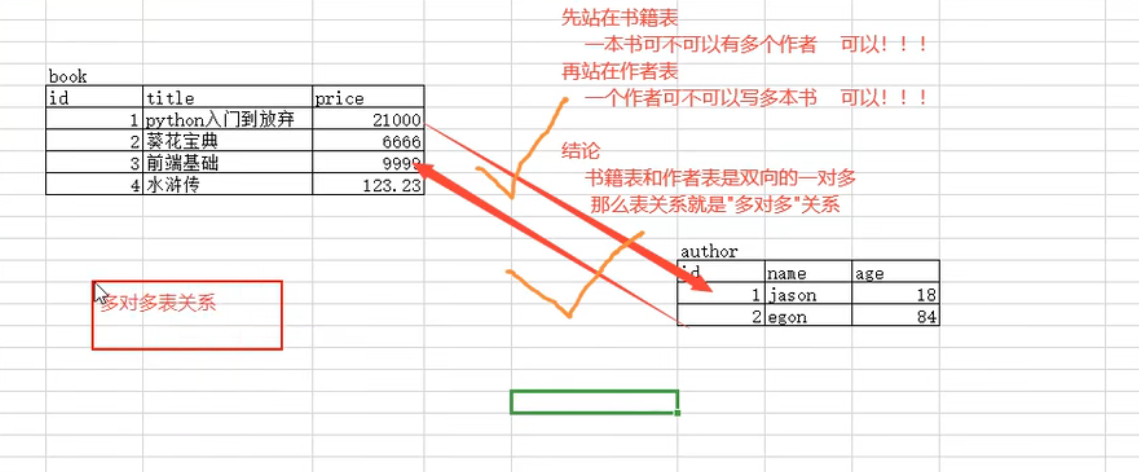 先站在书籍表
一本书可不可以有多个作者 可以！！！
再站在作者表
一个作者可不可以写多本书 可以！！！
结论
书籍表和作者表是双向的一对多
那么表关系就是"多对多"关系
book
id title price
1 python入门到放弃 21000
2 葵花宝典 6666
3 前端基础 9999
4 水浒传 123.23
author
id name age
1 jason 18
2 egon 84
多对多表关系